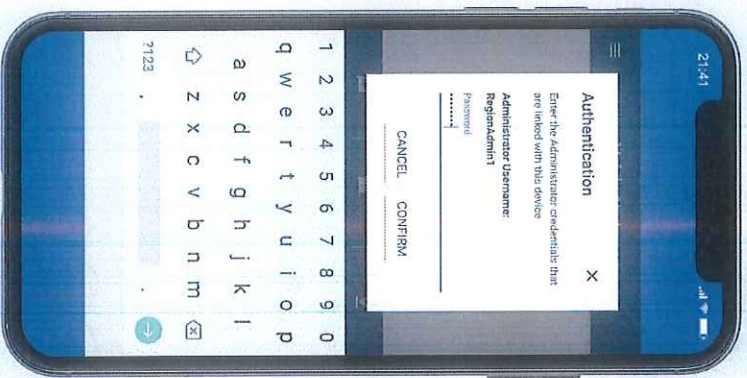 21:41
Authentication
Enter the Administrator credentials that
are linked with this device
Administrator Username:
RegionAdmin1
Password
CANCEL CONFIRM
1 2 3 4 5 6 7 8 9 0
q w e r t y u i o p
a s d f g h j k l
z x c v b n m
?123 , .